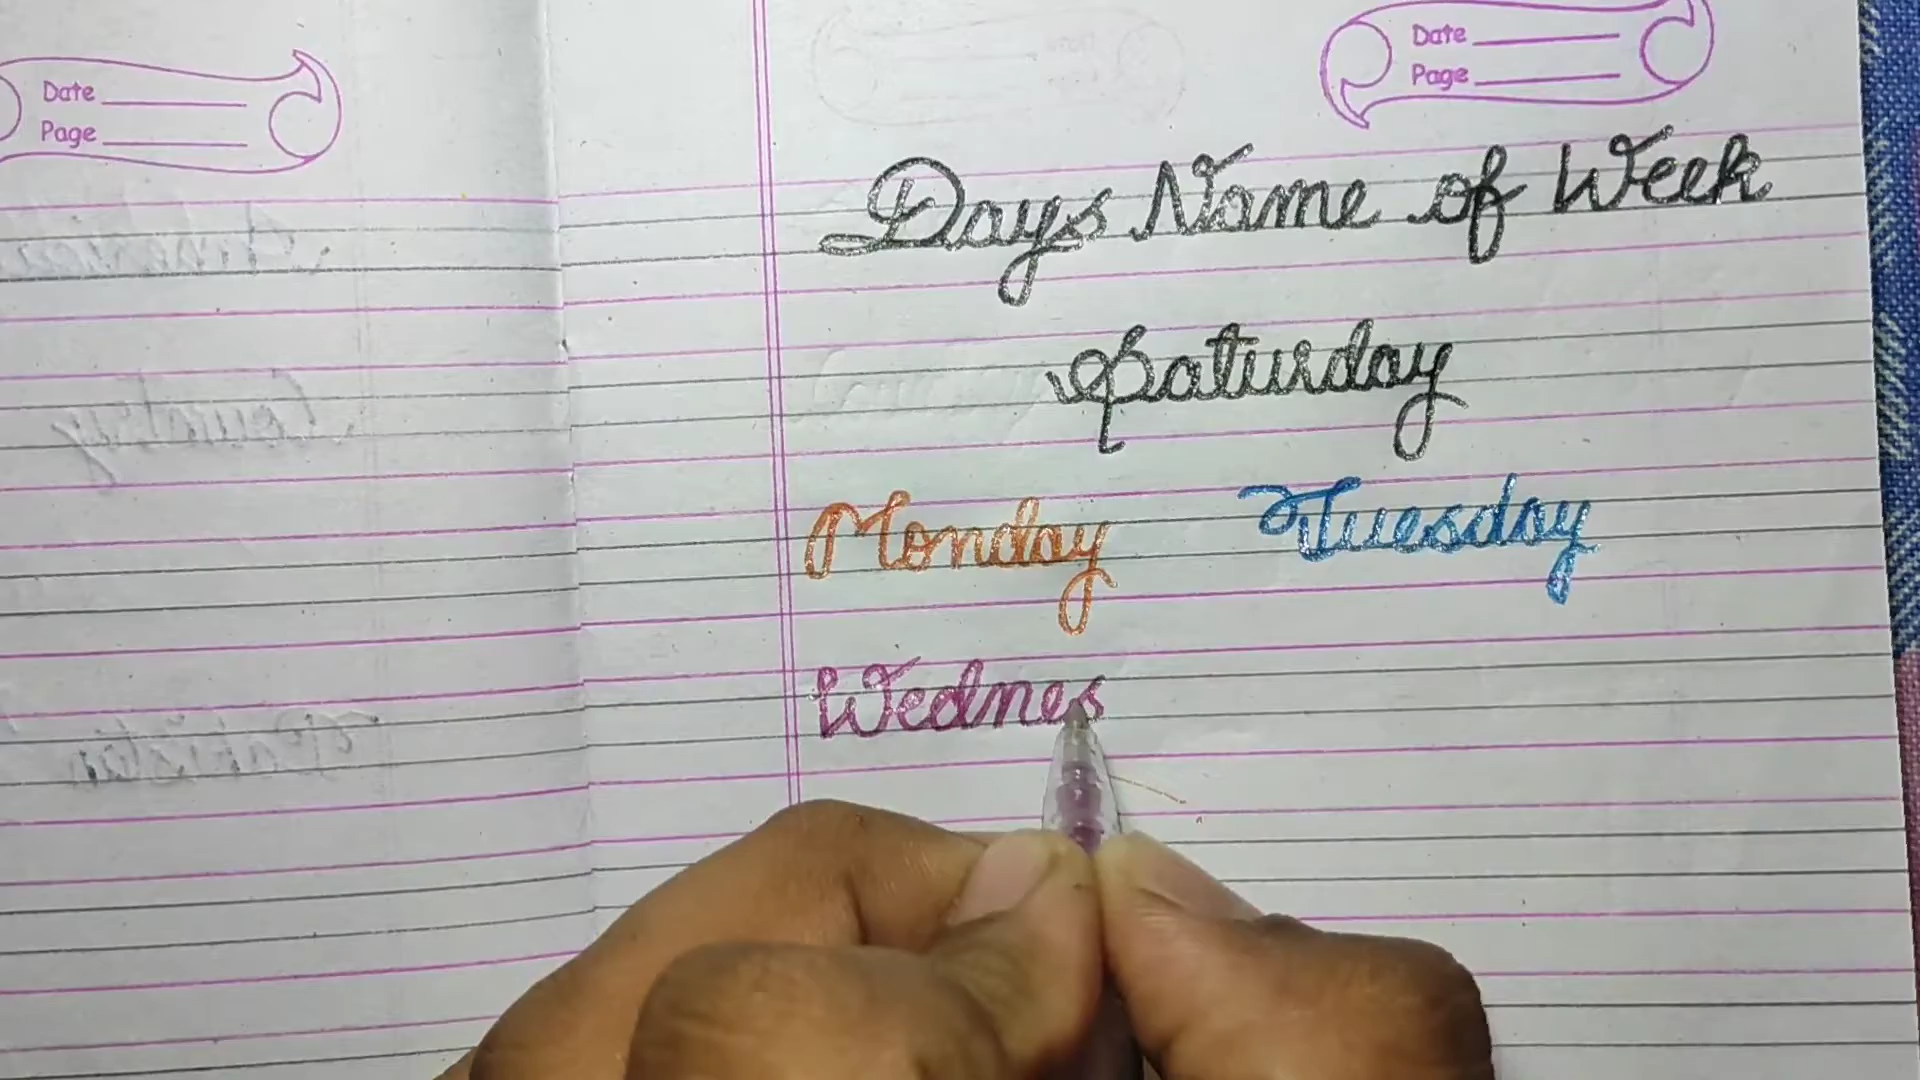 Date
Page
Date
Page
Days Name of Week
Saturday
Monday Tuesday
Wednes